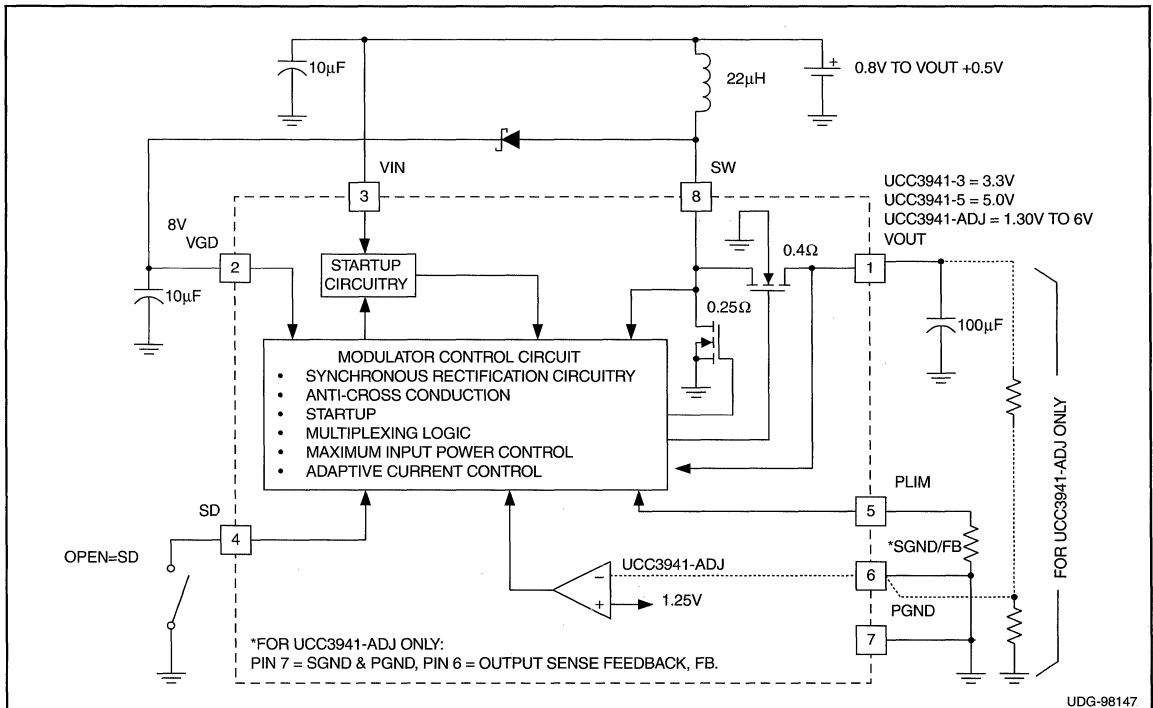 10µF
22µH
+
0.8V TO VOUT +0.5V
VIN
SW
3
8
UCC3941-3 = 3.3V
UCC3941-5 = 5.0V
UCC3941-ADJ = 1.30V TO 6V
VOUT
8V
VGD
2
STARTUP
CIRCUITRY
0.4Ω
1
10µF
0.25Ω
100µF
MODULATOR CONTROL CIRCUIT
• SYNCHRONOUS RECTIFICATION CIRCUITRY
• ANTI-CROSS CONDUCTION
• STARTUP
• MULTIPLEXING LOGIC
• MAXIMUM INPUT POWER CONTROL
• ADAPTIVE CURRENT CONTROL
FOR UCC3941-ADJ ONLY
PLIM
5
SD
4
OPEN=SD
*SGND/FB
UCC3941-ADJ
6
−
+
1.25V
PGND
7
*FOR UCC3941-ADJ ONLY:
PIN 7 = SGND & PGND, PIN 6 = OUTPUT SENSE FEEDBACK, FB.
UDG-98147